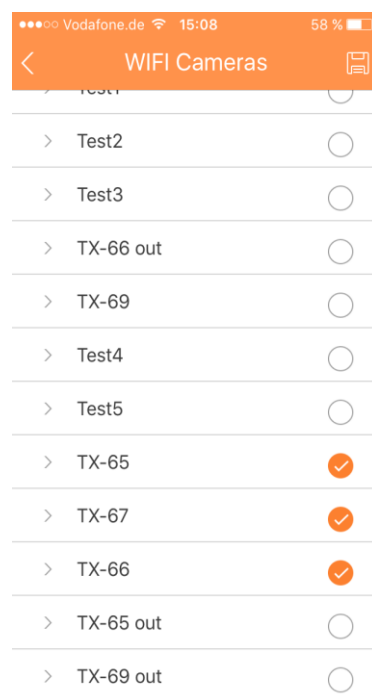 Vodafone.de 15:08 58 %
WIFI Cameras
Test1
Test2
Test3
TX-66 out
TX-69
Test4
Test5
TX-65
TX-67
TX-66
TX-65 out
TX-69 out